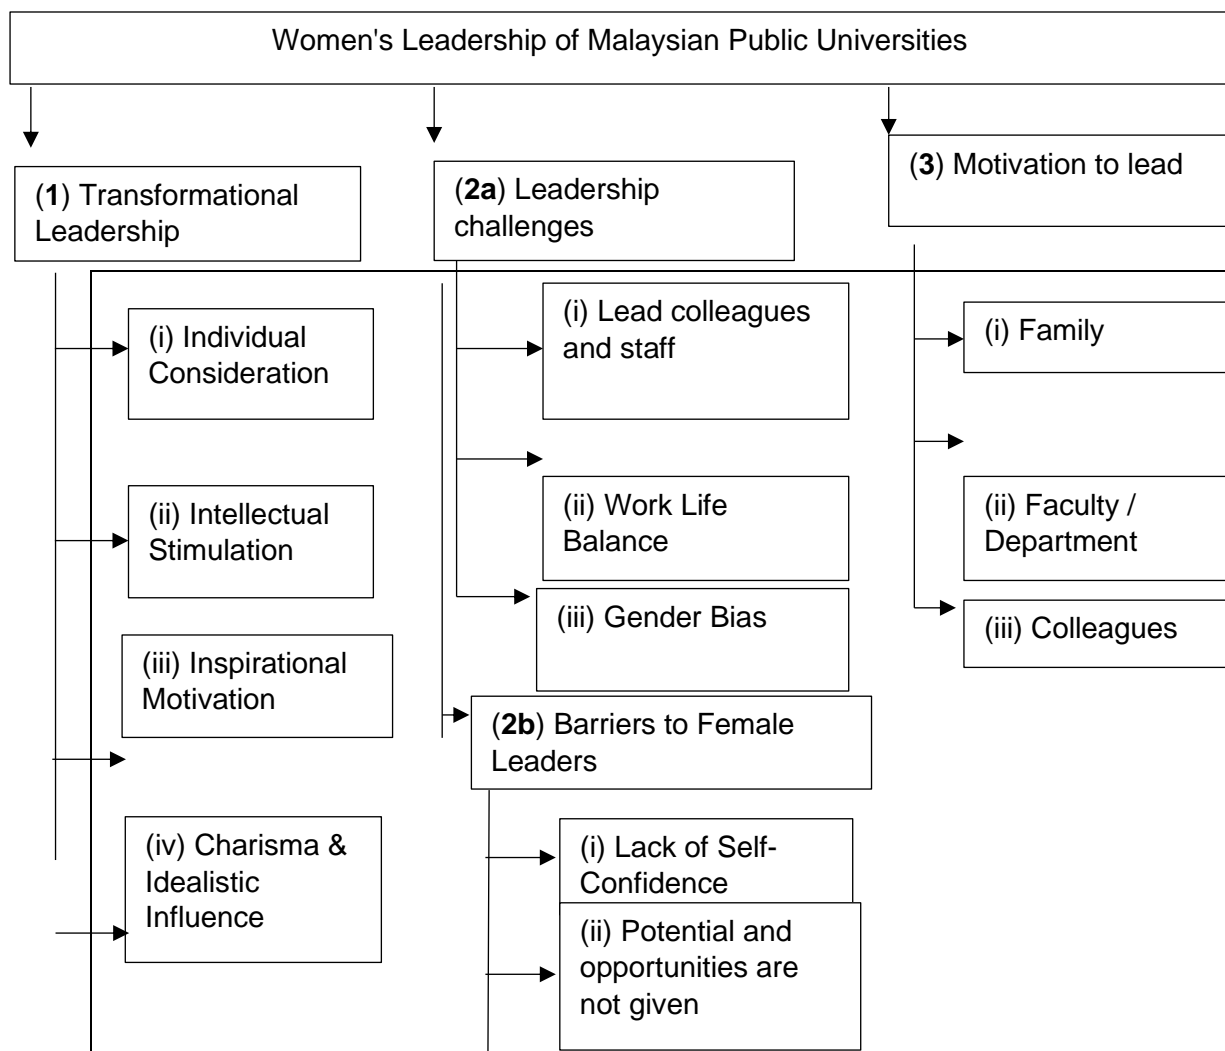 Women's Leadership of Malaysian Public Universities
(1) Transformational
Leadership
(i) Individual
Consideration
(ii) Intellectual
Stimulation
(iii) Inspirational
Motivation
(iv) Charisma &
Idealistic
Influence
(2a) Leadership
challenges
(i) Lead colleagues
and staff
(ii) Work Life
Balance
(iii) Gender Bias
(2b) Barriers to Female
Leaders
(i) Lack of Self-
Confidence
(ii) Potential and
opportunities are
not given
(3) Motivation to lead
(i) Family
(ii) Faculty /
Department
(iii) Colleagues